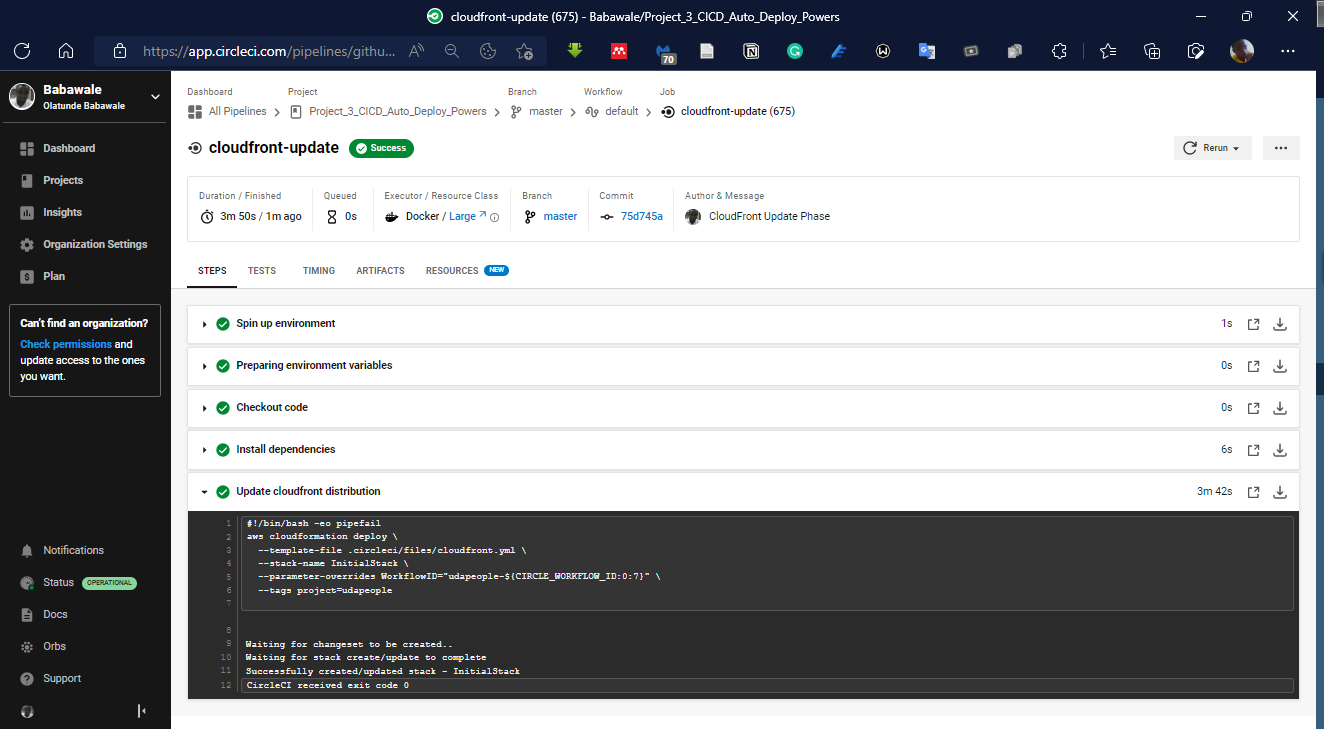 cloudfront-update (675) - Babawale/Project_3_CICD_Auto_Deploy_Powers
https://app.circleci.com/pipelines/githu...
70
Babawale
Olatunde Babawale
Dashboard
Projects
Insights
Organization Settings
Plan
Can't find an organization?
Check permissions and
update access to the ones
you want.
Notifications
Status OPERATIONAL
Docs
Orbs
Support
Dashboard Project Branch Workflow Job
All Pipelines Project_3_CICD_Auto_Deploy_Powers master default cloudfront-update (675)
cloudfront-update Success Rerun
Duration / Finished Queued Executor / Resource Class Branch Commit Author & Message
3m 50s / 1m ago 0s Docker / Large master 75d745a CloudFront Update Phase
STEPS TESTS TIMING ARTIFACTS RESOURCES NEW
Spin up environment 1s
Preparing environment variables 0s
Checkout code 0s
Install dependencies 6s
Update cloudfront distribution 3m 42s
1 #!/bin/bash -eo pipefail
2 aws cloudformation deploy \
3 --template-file .circleci/files/cloudfront.yml \
4 --stack-name InitialStack \
5 --parameter-overrides WorkflowID="udapeople-${CIRCLE_WORKFLOW_ID:0:7}" \
6 --tags project=udapeople
7
8
9 Waiting for changeset to be created..
10 Waiting for stack create/update to complete
11 Successfully created/updated stack - InitialStack
12 CircleCI received exit code 0